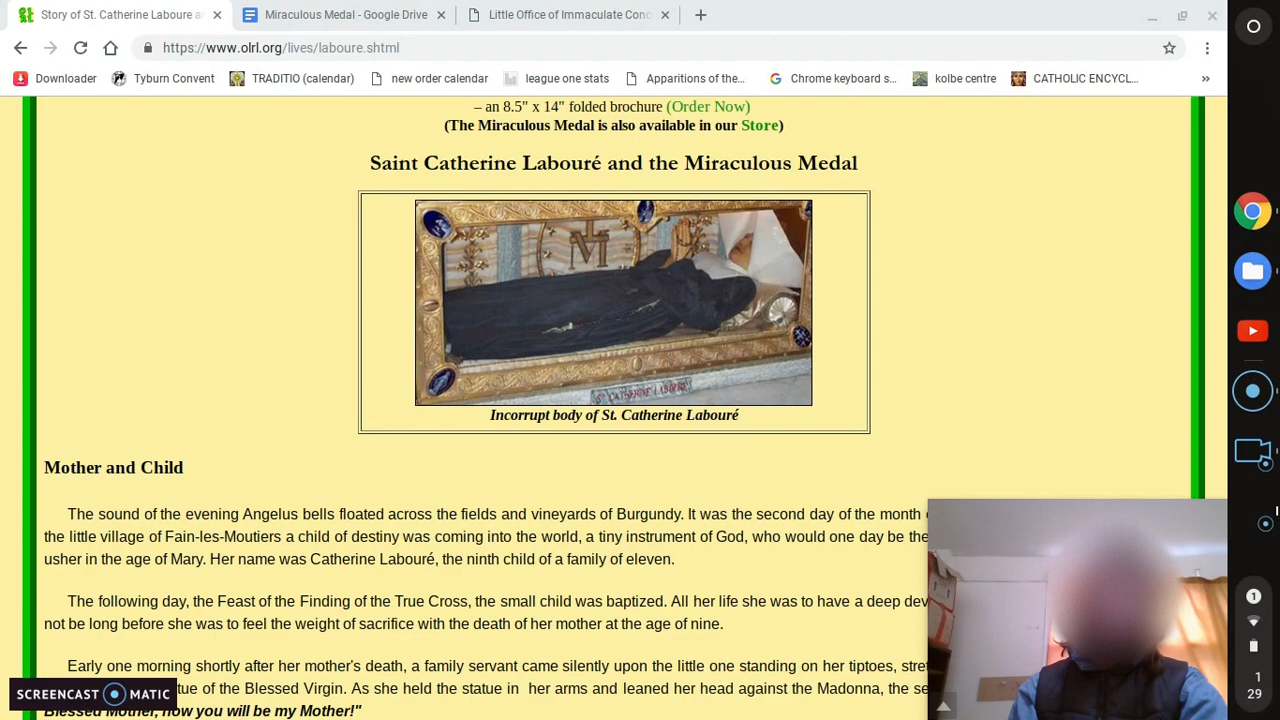 Story of St. Catherine Laboure a
Miraculous Medal - Google Drive
Little Office of Immaculate Conc
https://www.olrl.org/lives/laboure.shtml
Downloader
Tyburn Convent
TRADITIO (calendar)
new order calendar
league one stats
Apparitions of the...
Chrome keyboard s...
kolbe centre
CATHOLIC ENCYCL...
»
– an 8.5" x 14" folded brochure (Order Now)
(The Miraculous Medal is also available in our Store)
Saint Catherine Labouré and the Miraculous Medal
ST CATHERINE LABOURÉ
Incorrupt body of St. Catherine Labouré
Mother and Child
The sound of the evening Angelus bells floated across the fields and vineyards of Burgundy. It was the second day of the month
the little village of Fain-les-Moutiers a child of destiny was coming into the world, a tiny instrument of God, who would one day be the
usher in the age of Mary. Her name was Catherine Labouré, the ninth child of a family of eleven.
The following day, the Feast of the Finding of the True Cross, the small child was baptized. All her life she was to have a deep dev
not be long before she was to feel the weight of sacrifice with the death of her mother at the age of nine.
Early one morning shortly after her mother's death, a family servant came silently upon the little one standing on her tiptoes, stre
tue of the Blessed Virgin. As she held the statue in her arms and leaned her head against the Madonna, the se
Blessed Mother, now you will be my Mother!"
SCREENCAST MATIC
1
1
29